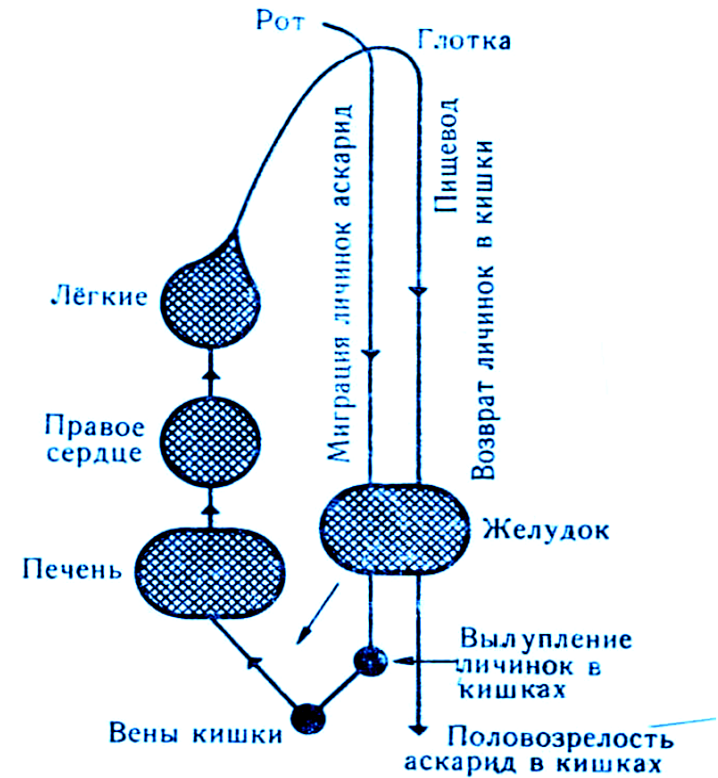 Рот
Глотка
Миграция личинок аскарид
Пищевод
Возврат личинок в кишки
Лёгкие
Правое
сердце
Желудок
Печень
Вылупление
личинок в
кишках
Вены кишки
Половозрелость
аскарид в кишках